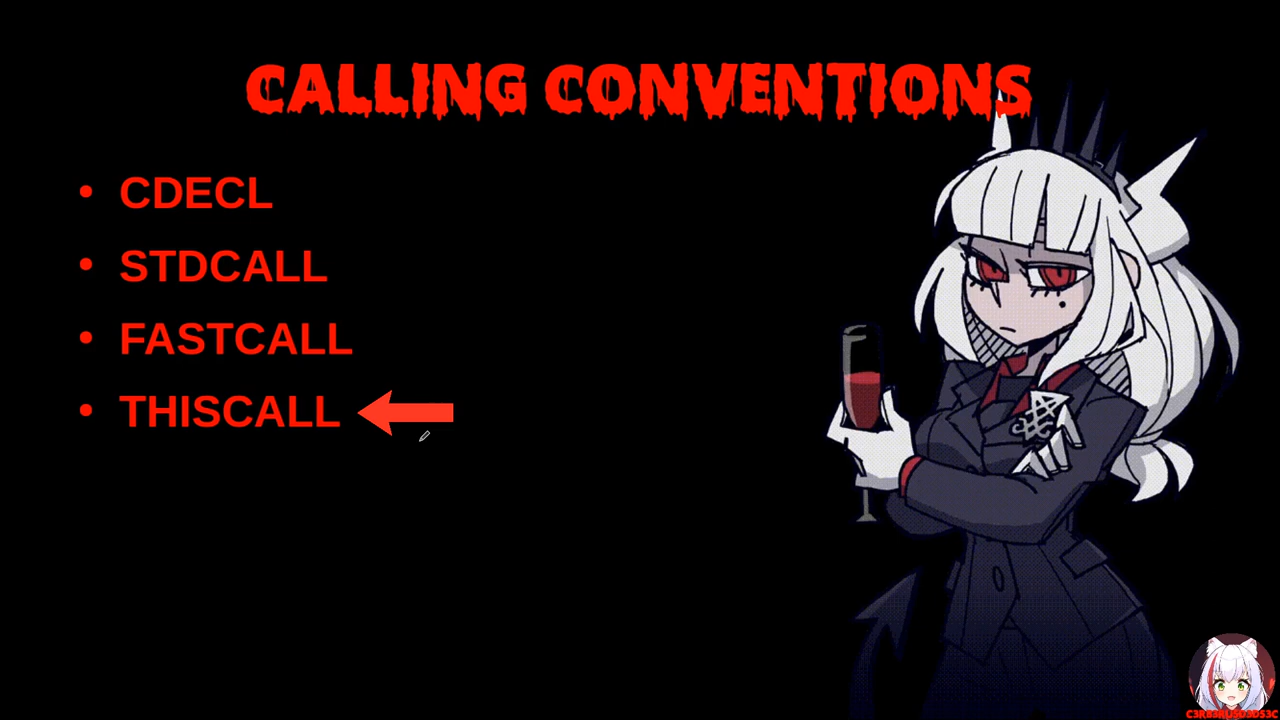 CALLING CONVENTIONS
• CDECL
• STDCALL
• FASTCALL
• THISCALL